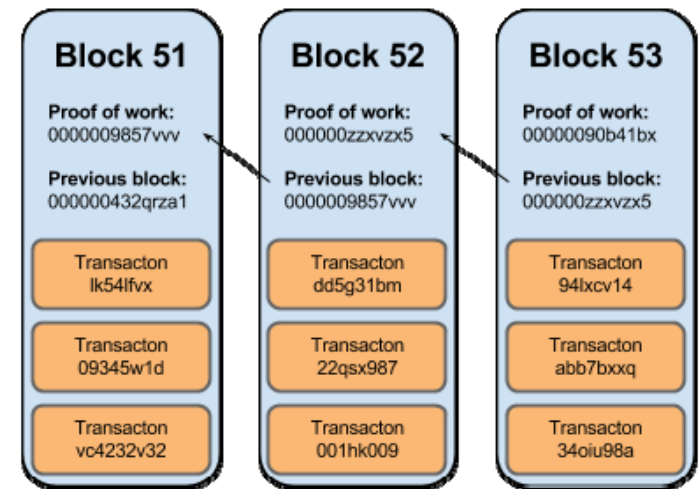 Block 51
Proof of work:
0000009857vvv
Previous block:
000000432qrza1
Transacton
lk54lfvx
Transacton
09345w1d
Transacton
vc4232v32
Block 52
Proof of work:
000000zzxvzx5
Previous block:
0000009857vvv
Transacton
dd5g31bm
Transacton
22qsx987
Transacton
001hk009
Block 53
Proof of work:
00000090b41bx
Previous block:
000000zzxvzx5
Transacton
94lxcv14
Transacton
abb7bxxq
Transacton
34oiu98a